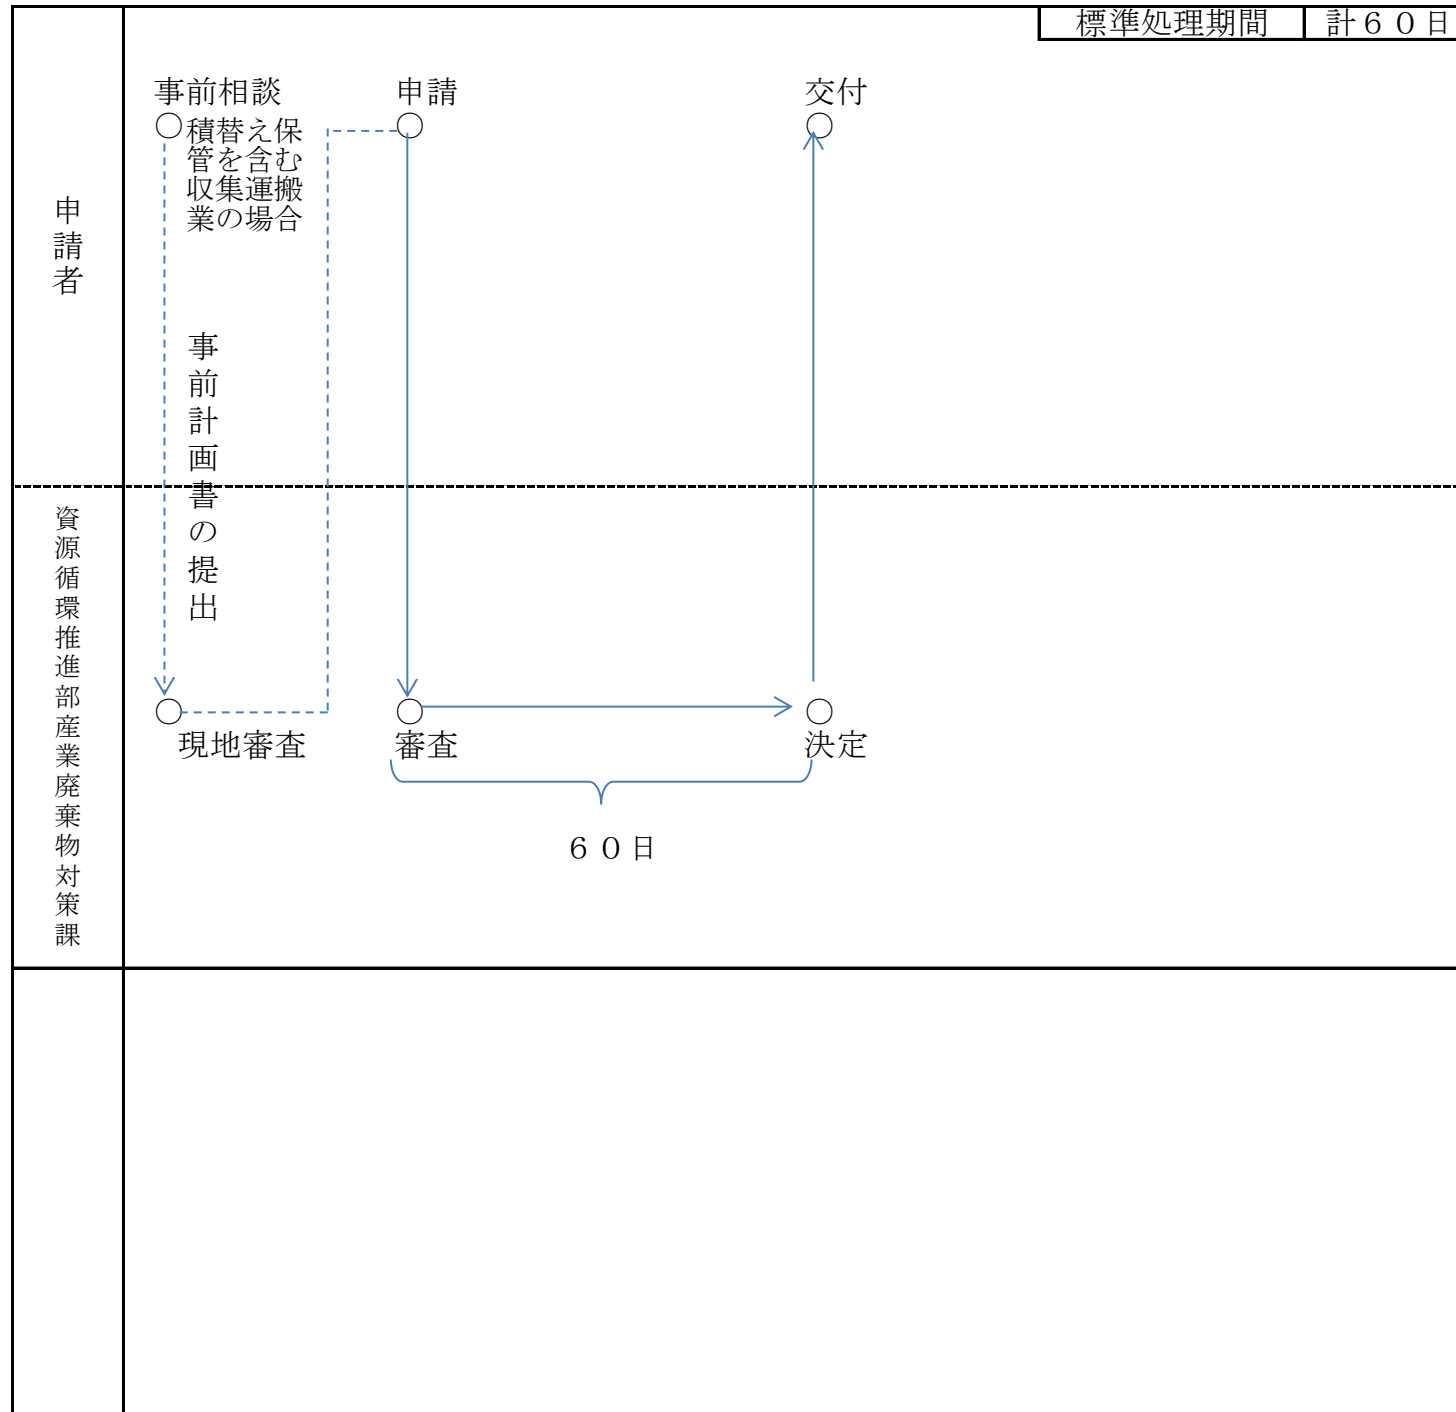 標準処理期間 計６０日
事前相談 申請 交付
積替え保
管を含む
収集運搬
業の場合
申請者
事前計画書の提出
資源循環推進部産業廃棄物対策課
現地審査 審査 決定
６０日